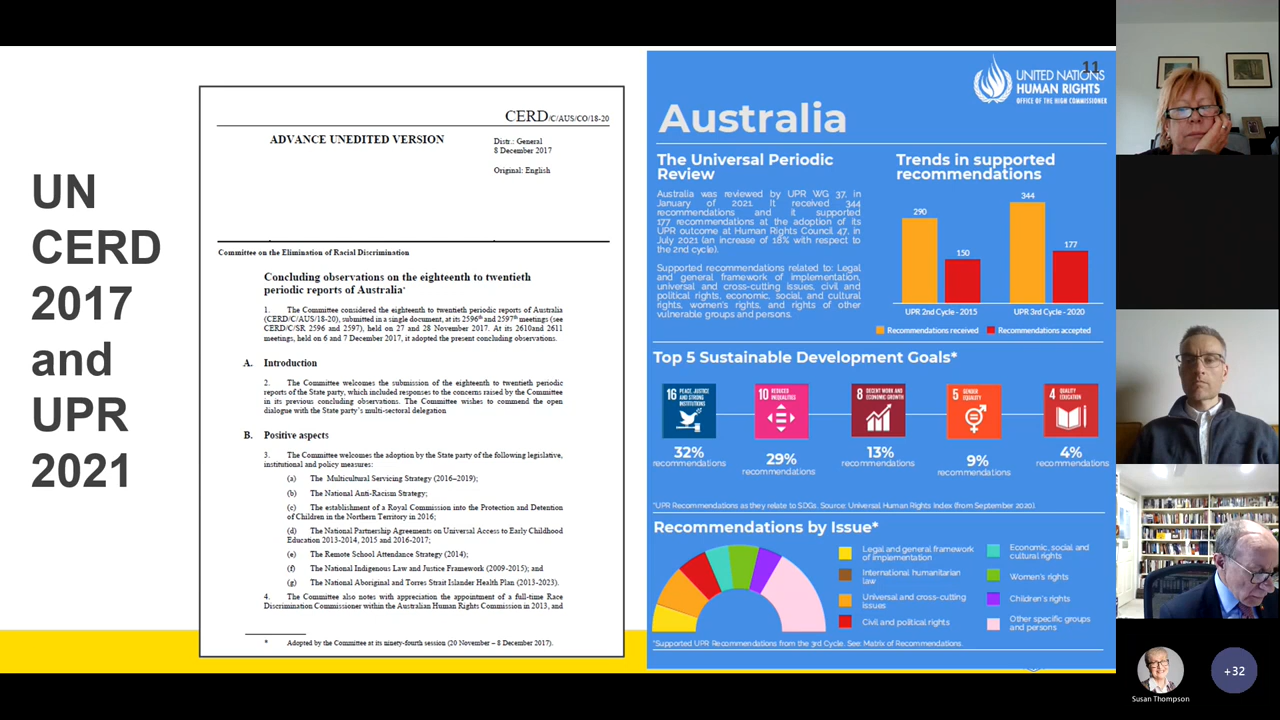 UN
CERD
2017
and
UPR
2021
CERD/C/AUS/CO/18-20
ADVANCE UNEDITED VERSION
Distr.: General
8 December 2017
Original: English
Committee on the Elimination of Racial Discrimination
Concluding observations on the eighteenth to twentieth
periodic reports of Australia*
1. The Committee considered the eighteenth to twentieth periodic reports of Australia
(CERD/C/AUS/18-20), submitted in a single document, at its 2596th and 2597th meetings (see
CERD/C/SR 2596 and 2597), held on 27 and 28 November 2017. At its 2610and 2611
meetings, held on 6 and 7 December 2017, it adopted the present concluding observations.
A. Introduction
2. The Committee welcomes the submission of the eighteenth to twentieth periodic
reports of the State party, which included responses to the concerns raised by the Committee
in its previous concluding observations. The Committee wishes to commend the open
dialogue with the State party's multi-sectoral delegation
B. Positive aspects
3. The Committee welcomes the adoption by the State party of the following legislative,
institutional and policy measures:
(a) The Multicultural Servicing Strategy (2016–2019);
(b) The National Anti-Racism Strategy;
(c) The establishment of a Royal Commission into the Protection and Detention
of Children in the Northern Territory in 2016;
(d) The National Partnership Agreements on Universal Access to Early Childhood
Education 2013-2014, 2015 and 2016-2017;
(e) The Remote School Attendance Strategy (2014);
(f) The National Indigenous Law and Justice Framework (2009-2015); and
(g) The National Aboriginal and Torres Strait Islander Health Plan (2013-2023).
4. The Committee also notes with appreciation the appointment of a full-time Race
Discrimination Commissioner within the Australian Human Rights Commission in 2013, and
* Adopted by the Committee at its ninety-fourth session (20 November – 8 December 2017).
11
UNITED NATIONS
HUMAN RIGHTS
OFFICE OF THE HIGH COMMISSIONER
Australia
The Universal Periodic
Review
Australia was reviewed by UPR WG 37, in
January of 2021. It received 344
recommendations and it supported
177 recommendations at the adoption of its
UPR outcome at Human Rights Council 47, in
July 2021 (an increase of 18% with respect to
the 2nd cycle).
Supported recommendations related to: Legal
and general framework of implementation,
universal and cross-cutting issues, civil and
political rights, economic, social, and cultural
rights, women's rights, and rights of other
vulnerable groups and persons.
Trends in supported
recommendations
290
150
344
177
UPR 2nd Cycle - 2015
UPR 3rd Cycle - 2020
Recommendations received
Recommendations accepted
Top 5 Sustainable Development Goals*
16 PEACE, JUSTICE AND STRONG INSTITUTIONS
10 REDUCED INEQUALITIES
8 DECENT WORK AND ECONOMIC GROWTH
5 GENDER EQUALITY
4 QUALITY EDUCATION
32%
recommendations
29%
recommendations
13%
recommendations
9%
recommendations
4%
recommendations
*UPR Recommendations as they relate to SDGs. Source: Universal Human Rights Index (from September 2020).
Recommendations by Issue*
Legal and general framework
of implementation
International humanitarian
law
Universal and cross-cutting
issues
Civil and political rights
Economic, social and
cultural rights
Women's rights
Children's rights
Other specific groups
and persons
*Supported UPR Recommendations from the 3rd Cycle. See Matrix of Recommendations.
Susan Thompson
+32